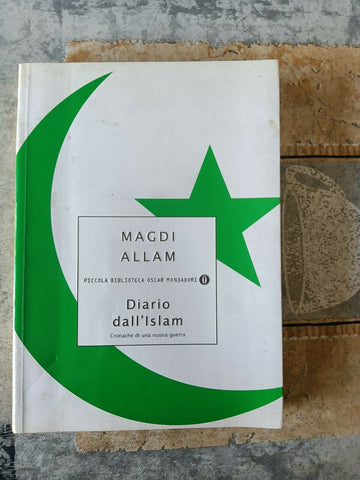 MAGDI
ALLAM
PICCOLA BIBLIOTECA OSCAR MONDADORI
Diario
dall'Islam
Cronache di una nuova guerra